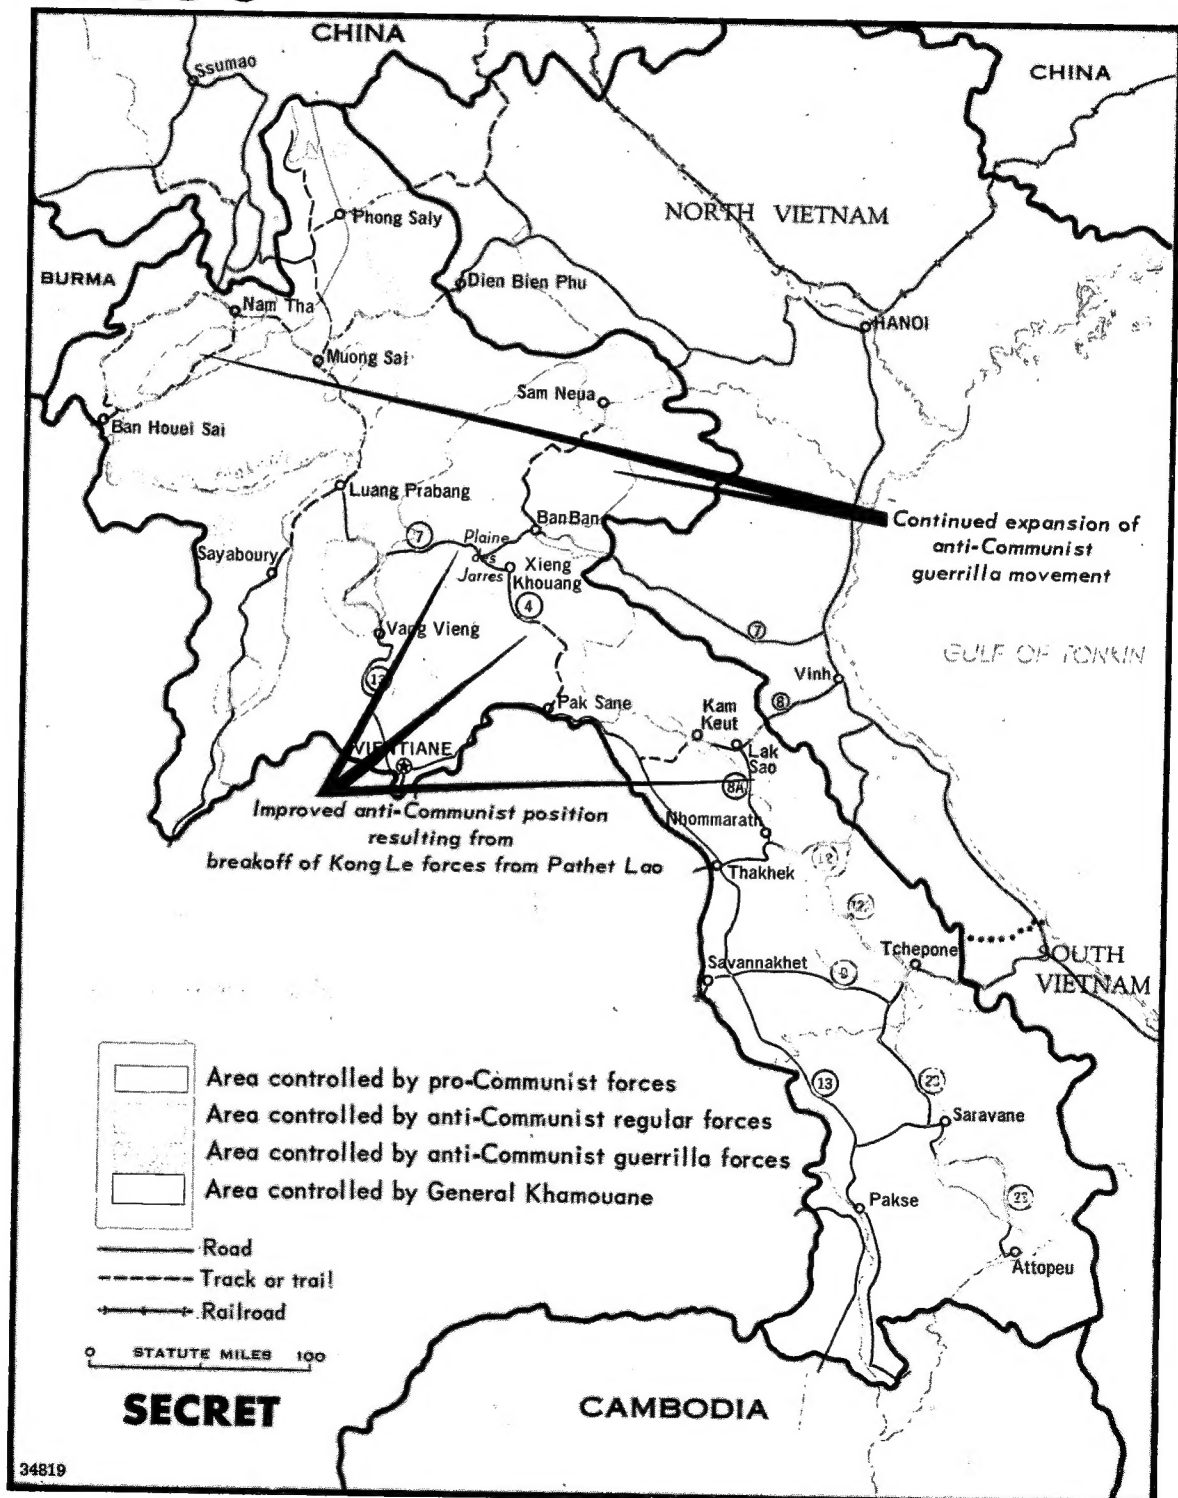 CHINA
CHINA
Ssumao
Phong Saly
NORTH VIETNAM
BURMA
Dien Bien Phu
Nam Tha
HANOI
Muong Sai
Sam Neua
Ban Houei Sai
Luang Prabang
Ban Ban
Continued expansion of
anti-Communist
guerrilla movement
7
Plaine
des
Jarres
Sayaboury
Xieng
Khouang
4
Vang Vieng
7
GULF OF TONKIN
Vinh
13
8
Pak Sane
Kam
Keut
VIENTIANE
Lak
Sao
8A
Improved anti-Communist position
resulting from
breakoff of Kong Le forces from Pathet Lao
Nhommarath
12
Thakhek
Tchepone
SOUTH
VIETNAM
Savannakhet
9
Area controlled by pro-Communist forces
Area controlled by anti-Communist regular forces
Area controlled by anti-Communist guerrilla forces
Area controlled by General Khamouane
13
23
Saravane
Pakse
Attopeu
Road
Track or trail
Railroad
0 STATUTE MILES 100
SECRET
CAMBODIA
34819